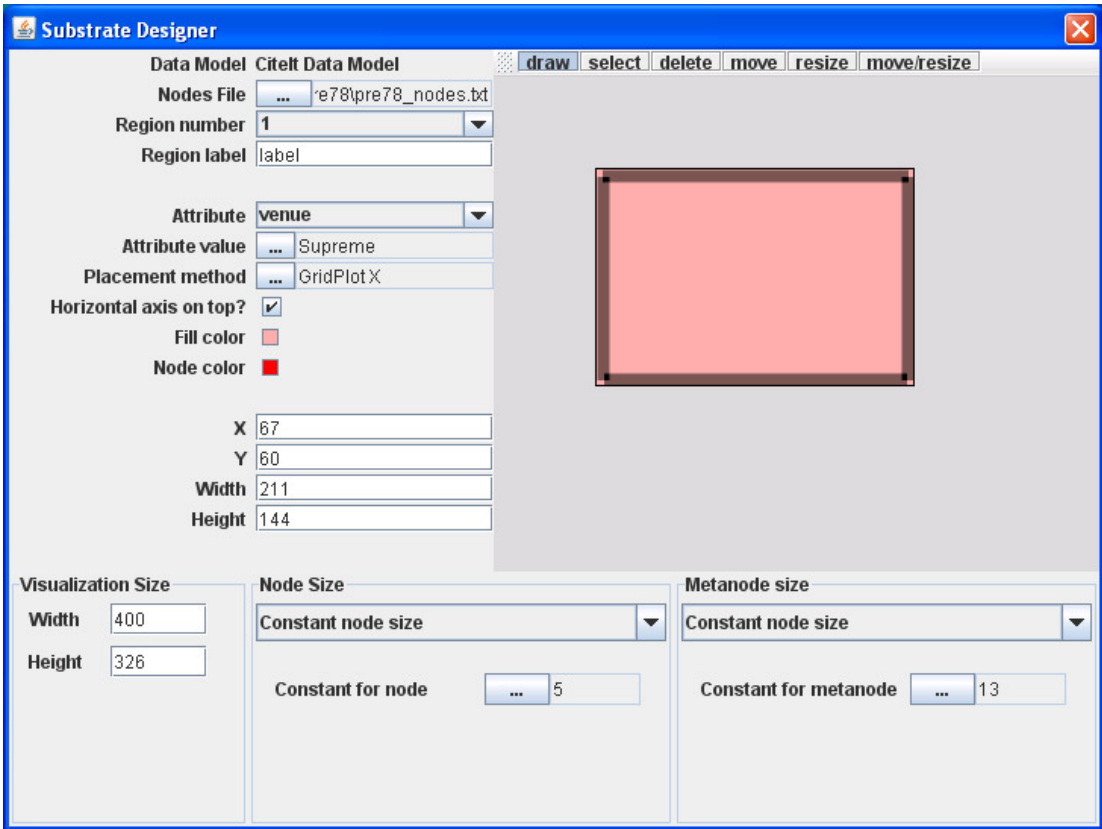 Substrate Designer
Data Model CiteIt Data Model
draw select delete move resize move/resize
Nodes File ... re78\pre78_nodes.txt
Region number 1
Region label label
Attribute venue
Attribute value ... Supreme
Placement method ... GridPlot X
Horizontal axis on top?
Fill color
Node color
X 67
Y 60
Width 211
Height 144
Visualization Size
Width 400
Height 326
Node Size
Constant node size
Constant for node ... 5
Metanode size
Constant node size
Constant for metanode ... 13